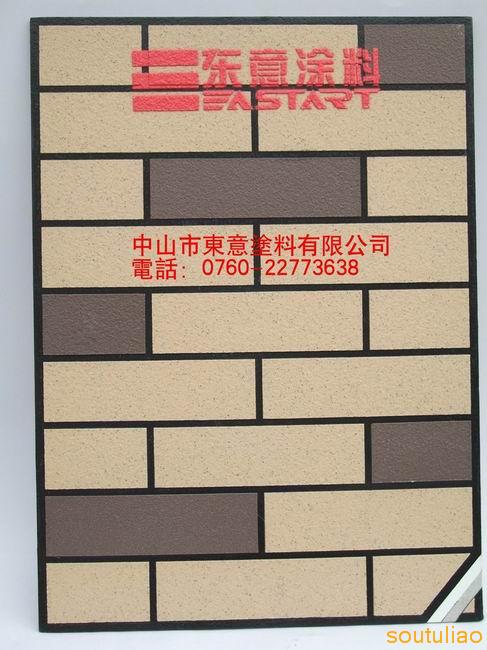 东意涂料
EASTART
中山市東意塗料有限公司
電話: 0760-22773638
soutuliao